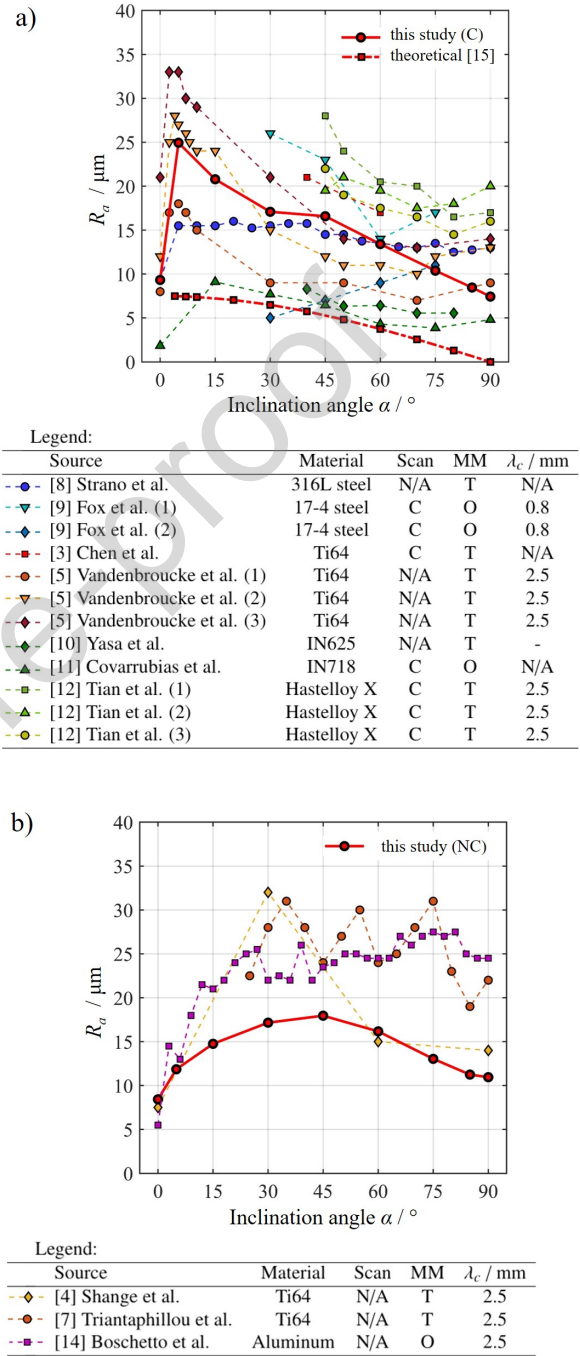 a)
40
35
30
25
20
15
10
5
0
Ra / μm
this study (C)
theoretical [15]
0 15 30 45 60 75 90
Inclination angle α / °
Legend:
Source Material Scan MM λc / mm
[8] Strano et al. 316L steel N/A T N/A
[9] Fox et al. (1) 17-4 steel C O 0.8
[9] Fox et al. (2) 17-4 steel C O 0.8
[3] Chen et al. Ti64 C T N/A
[5] Vandenbroucke et al. (1) Ti64 N/A T 2.5
[5] Vandenbroucke et al. (2) Ti64 N/A T 2.5
[5] Vandenbroucke et al. (3) Ti64 N/A T 2.5
[10] Yasa et al. IN625 N/A T -
[11] Covarrubias et al. IN718 C O N/A
[12] Tian et al. (1) Hastelloy X C T 2.5
[12] Tian et al. (2) Hastelloy X C T 2.5
[12] Tian et al. (3) Hastelloy X C T 2.5
e-proof
b)
40
35
30
25
20
15
10
5
0
Ra / μm
this study (NC)
0 15 30 45 60 75 90
Inclination angle α / °
Legend:
Source Material Scan MM λc / mm
[4] Shange et al. Ti64 N/A T 2.5
[7] Triantaphillou et al. Ti64 N/A T 2.5
[14] Boschetto et al. Aluminum N/A O 2.5